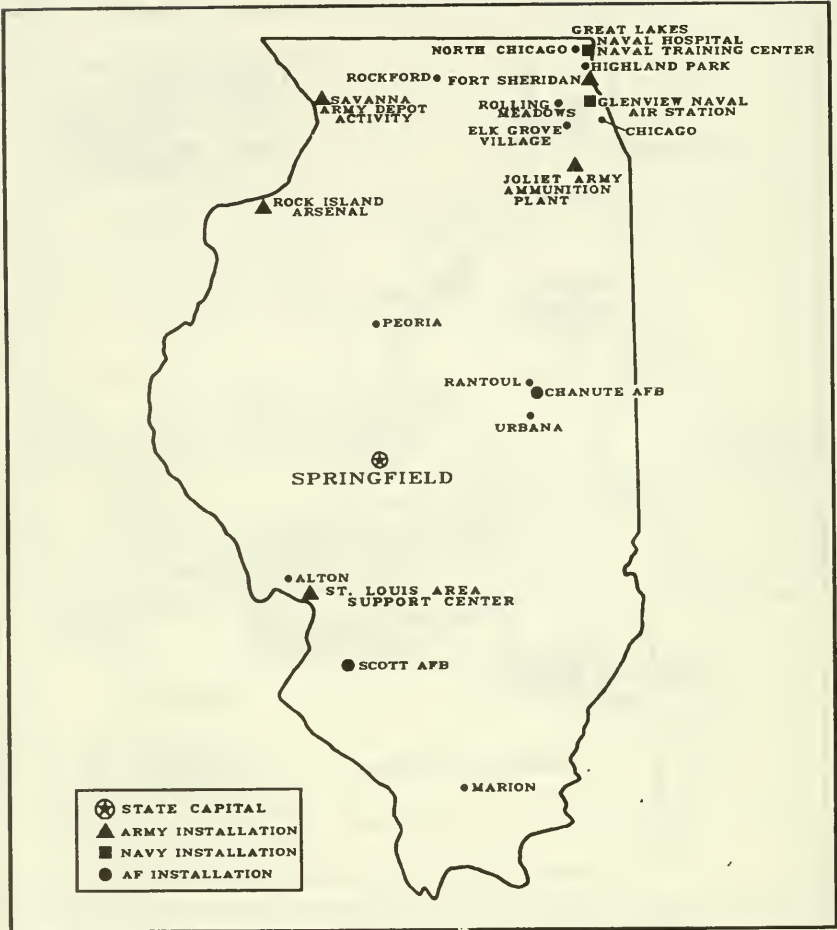 GREAT LAKES
NAVAL HOSPITAL
NORTH CHICAGO
NAVAL TRAINING CENTER
HIGHLAND PARK
ROCKFORD
FORT SHERIDAN
SAVANNA
ARMY DEPOT
ACTIVITY
ROLLING
MEADOWS
GLENVIEW NAVAL
AIR STATION
ELK GROVE
VILLAGE
CHICAGO
JOLIET ARMY
AMMUNITION
PLANT
ROCK ISLAND
ARSENAL
PEORIA
RANTOUL
CHANUTE AFB
URBANA
SPRINGFIELD
ALTON
ST. LOUIS AREA
SUPPORT CENTER
SCOTT AFB
MARION
STATE CAPITAL
ARMY INSTALLATION
NAVY INSTALLATION
AF INSTALLATION